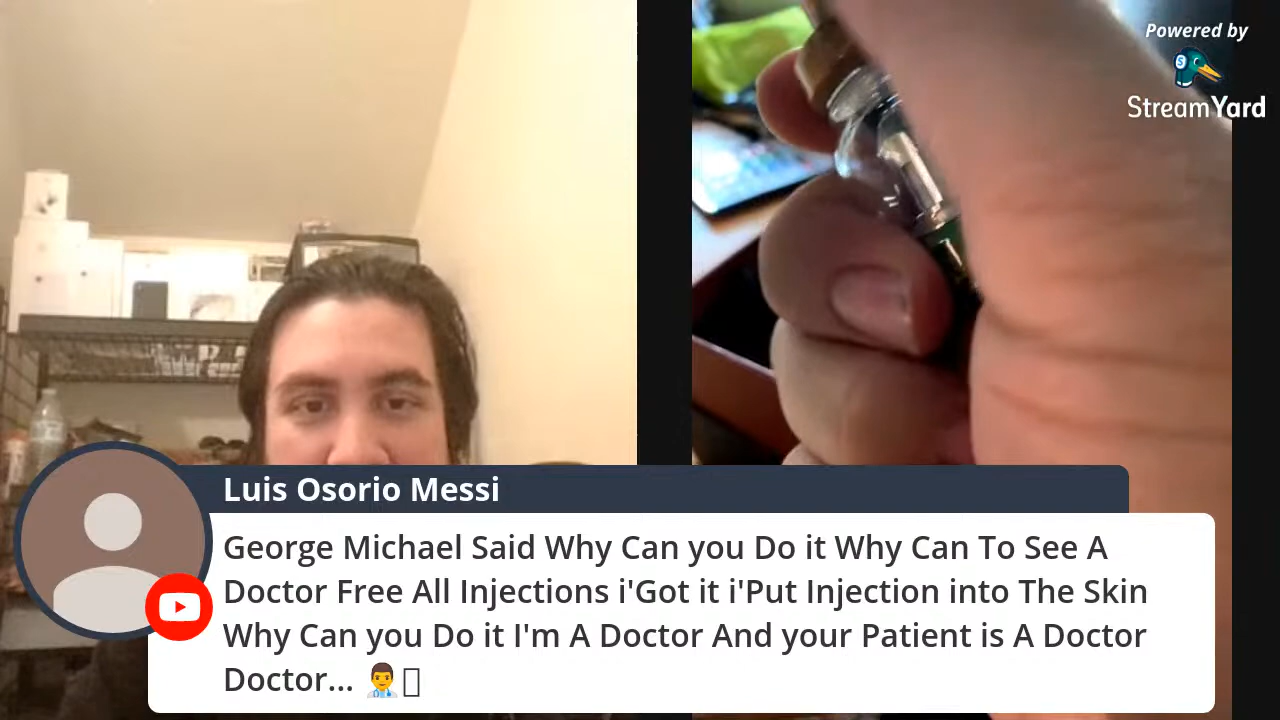 Powered by
StreamYard
Luis Osorio Messi
George Michael Said Why Can you Do it Why Can To See A
Doctor Free All Injections i'Got it i'Put Injection into The Skin
Why Can you Do it I'm A Doctor And your Patient is A Doctor
Doctor... 👨‍⚕️